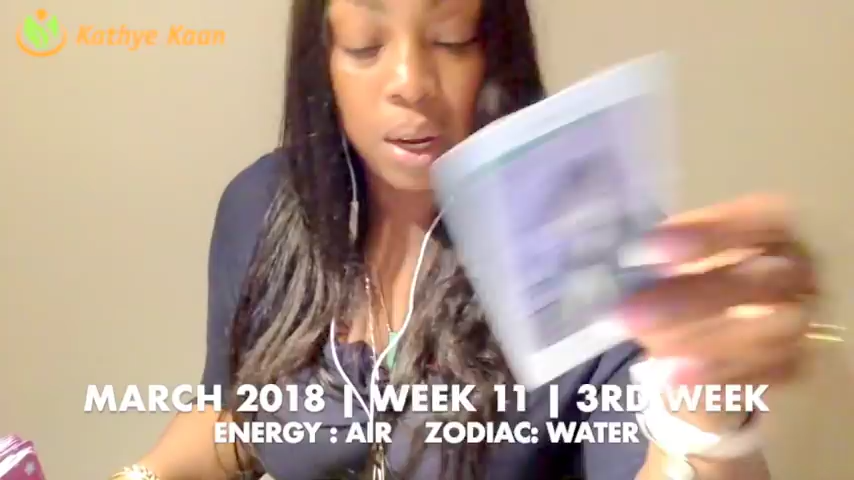 Kathye Kaan
MARCH 2018 | WEEK 11 | 3RD WEEK
ENERGY : AIR ZODIAC: WATER